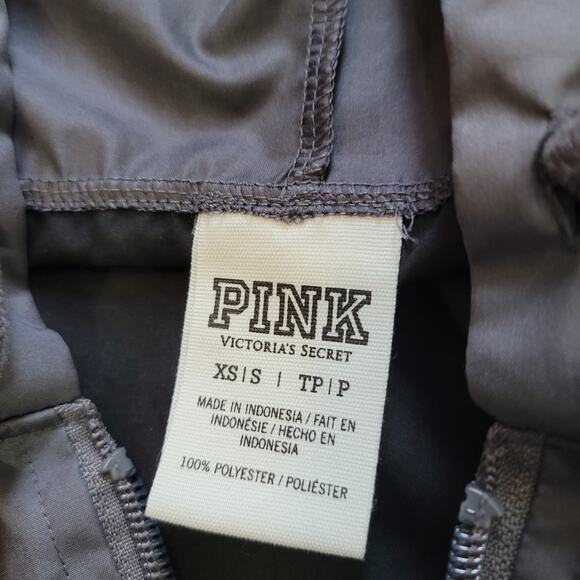 PINK
VICTORIA'S SECRET
XS|S | TP|P
MADE IN INDONESIA / FAIT EN
INDONÉSIE / HECHO EN
INDONESIA
100% POLYESTER / POLIÉSTER